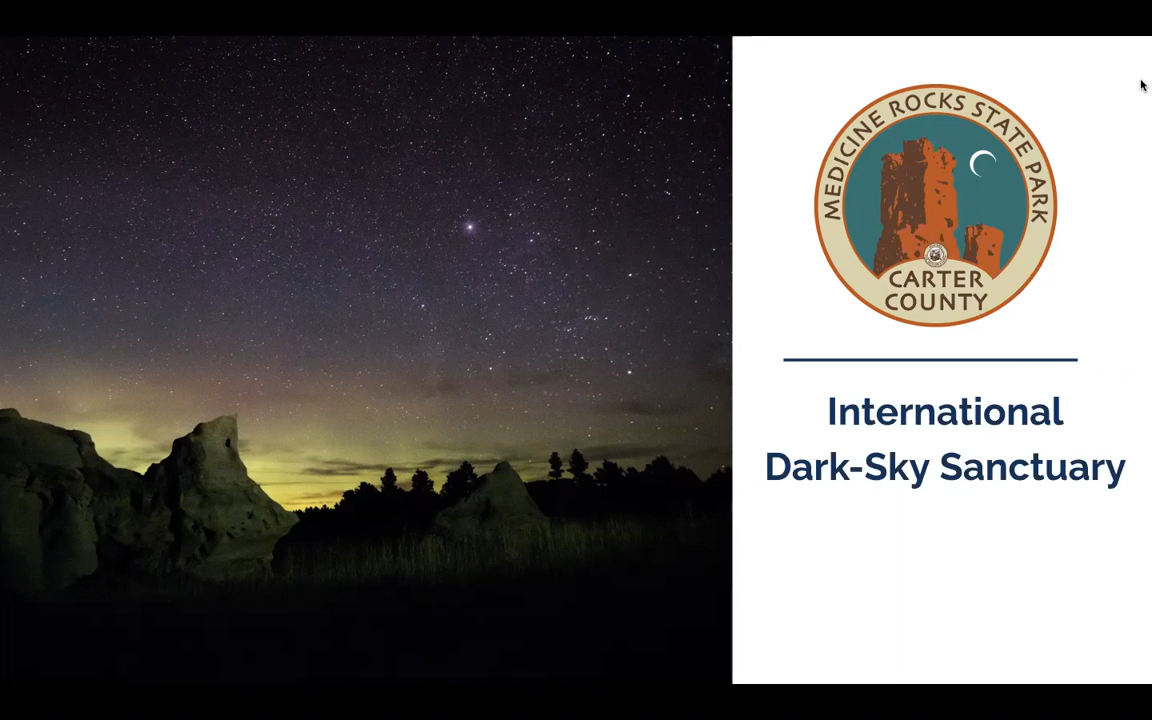 MEDICINE ROCKS STATE PARK
CARTER
COUNTY
International
Dark-Sky Sanctuary